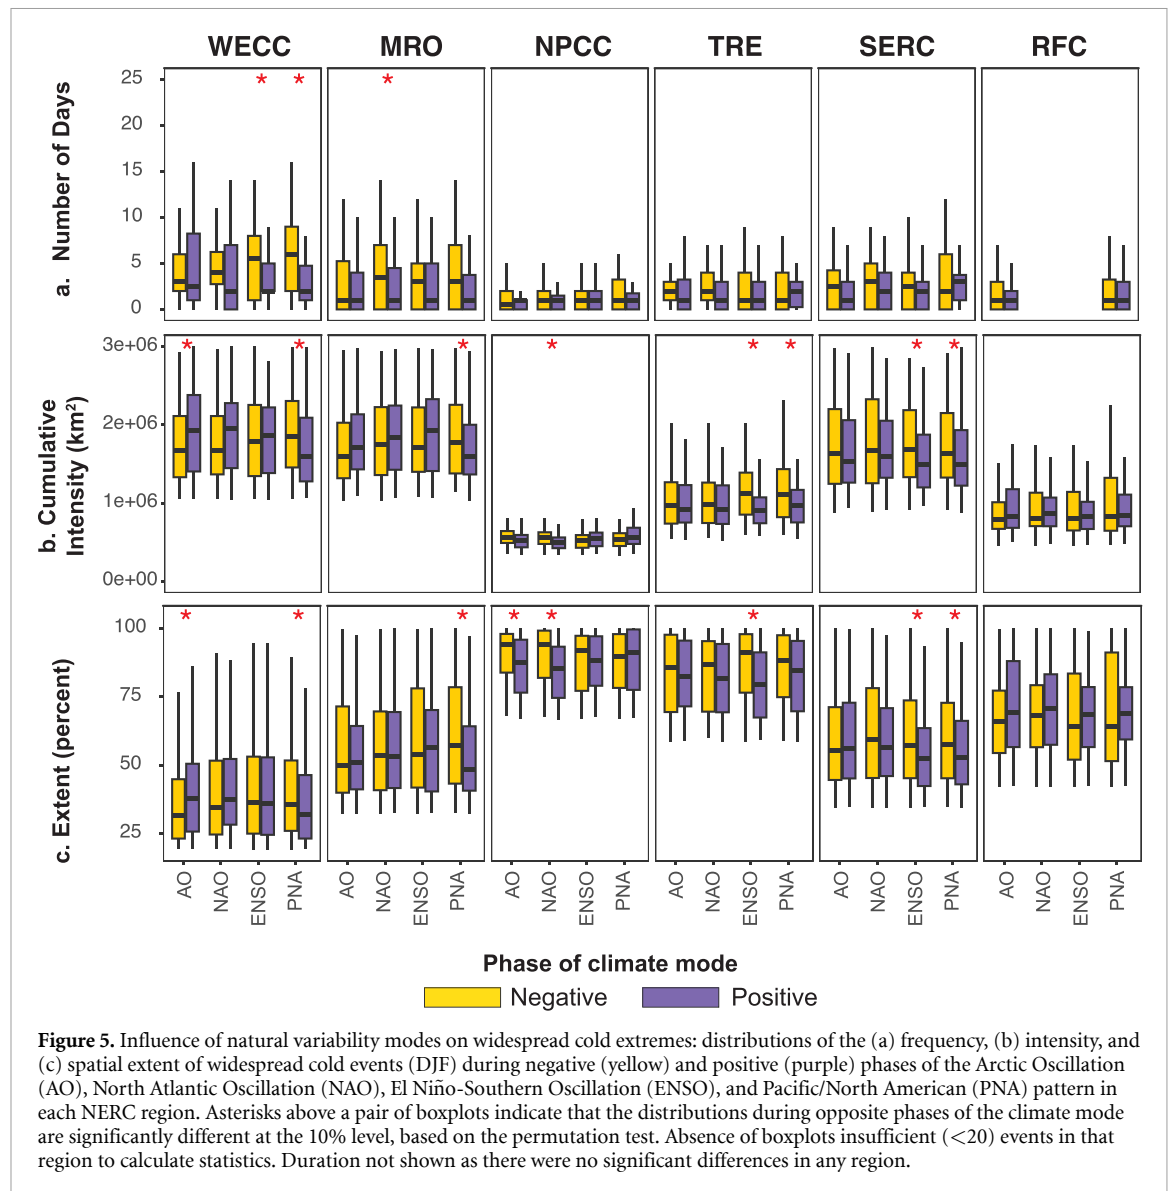 WECC MRO NPCC TRE SERC RFC
a. Number of Days
25
20
15
10
5
0
* * *
b. Cumulative
Intensity (km²)
3e+06
2e+06
1e+06
0e+00
* * * * * * * *
c. Extent (percent)
100
75
50
25
* * * * * * * *
AO NAO ENSO PNA AO NAO ENSO PNA AO NAO ENSO PNA AO NAO ENSO PNA AO NAO ENSO PNA AO NAO ENSO PNA
Phase of climate mode
Negative Positive
Figure 5. Influence of natural variability modes on widespread cold extremes: distributions of the (a) frequency, (b) intensity, and
(c) spatial extent of widespread cold events (DJF) during negative (yellow) and positive (purple) phases of the Arctic Oscillation
(AO), North Atlantic Oscillation (NAO), El Niño-Southern Oscillation (ENSO), and Pacific/North American (PNA) pattern in
each NERC region. Asterisks above a pair of boxplots indicate that the distributions during opposite phases of the climate mode
are significantly different at the 10% level, based on the permutation test. Absence of boxplots insufficient (<20) events in that
region to calculate statistics. Duration not shown as there were no significant differences in any region.